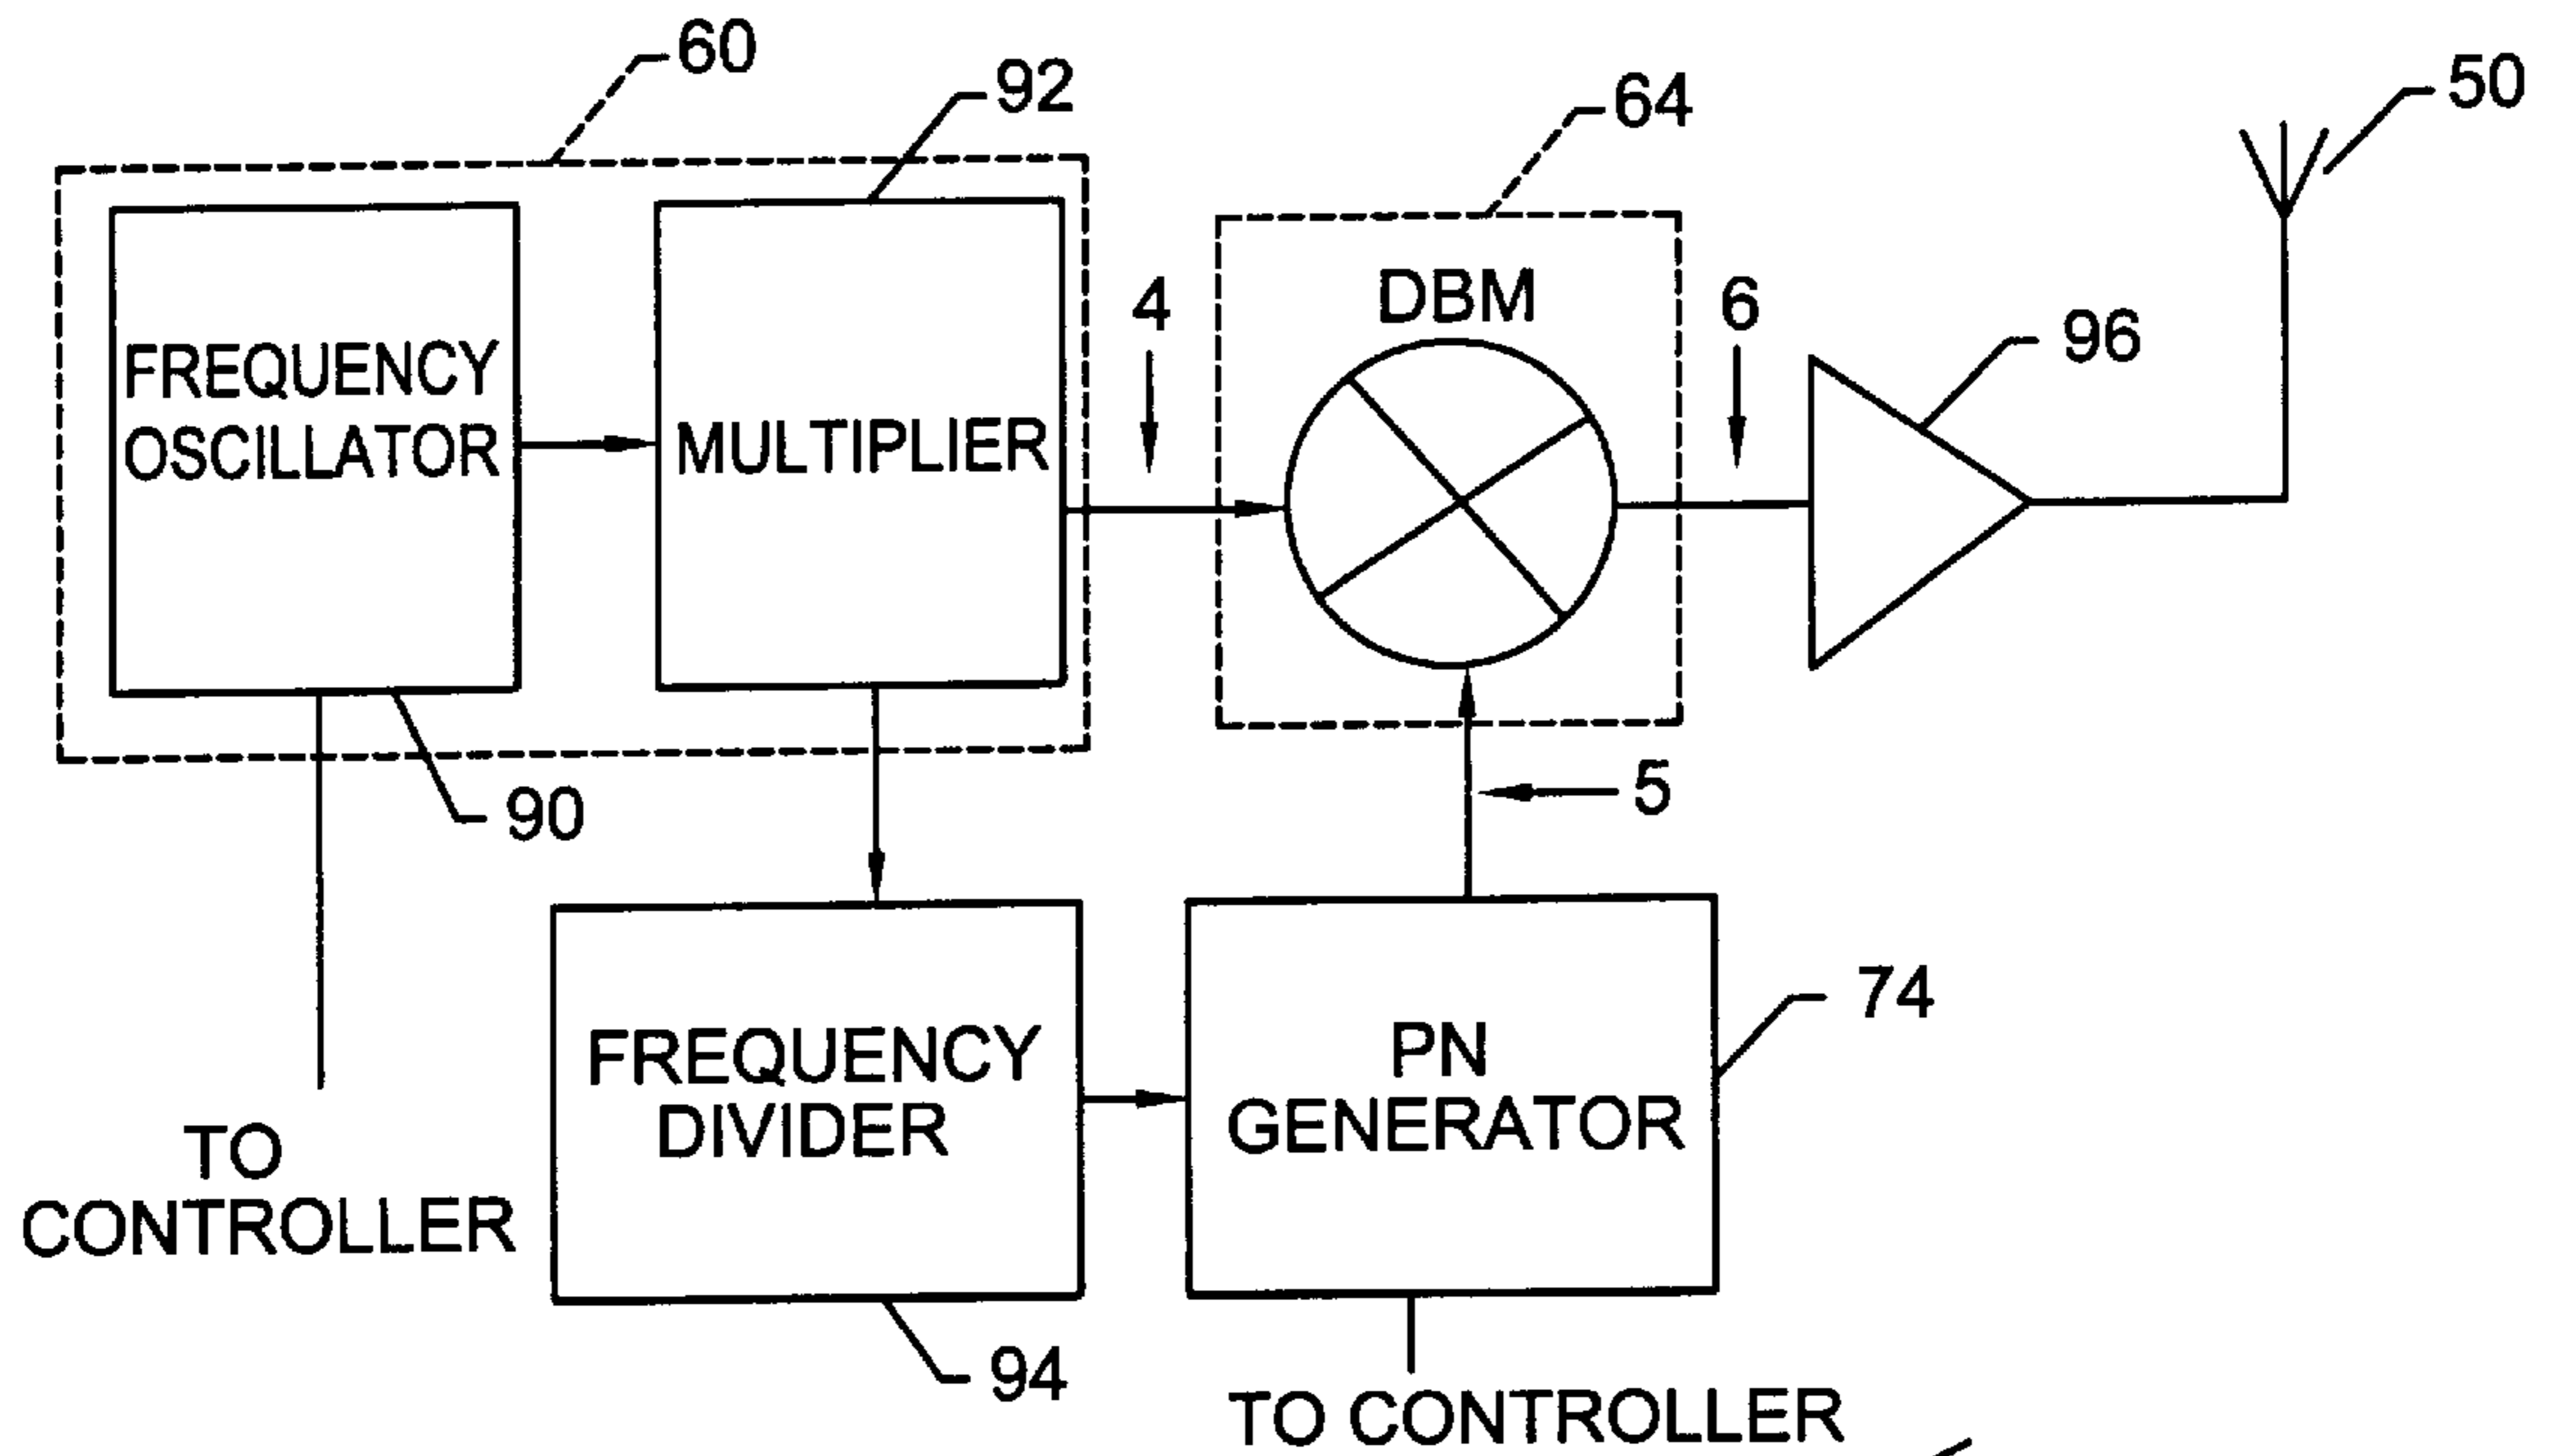 60
92
64
50
DBM
4
6
96
FREQUENCY
OSCILLATOR
MULTIPLIER
90
5
74
FREQUENCY
DIVIDER
PN
GENERATOR
TO
CONTROLLER
94
TO CONTROLLER